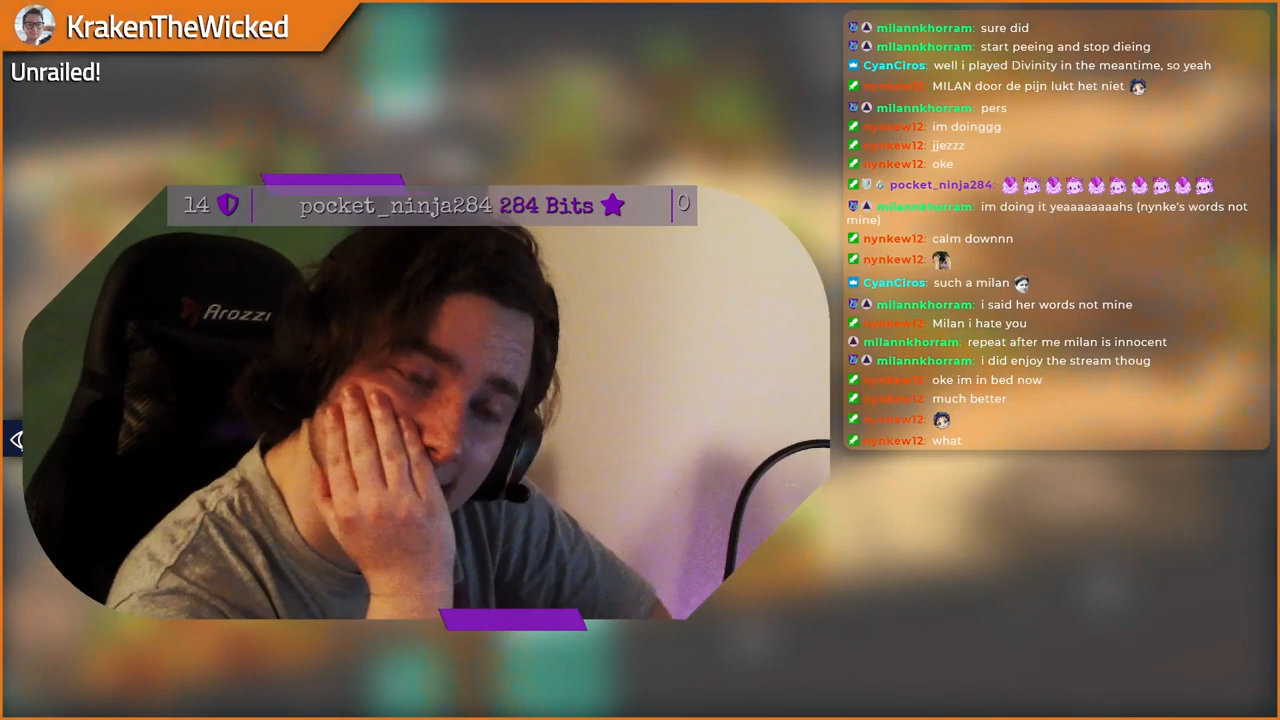 KrakenTheWicked
Unrailed!
14
pocket_ninja284 284 Bits
0
Arozzi
milannkhorram: sure did
milannkhorram: start peeing and stop dieing
CyanCIros: well i played Divinity in the meantime, so yeah
nynkew12: MILAN door de pijn lukt het niet
milannkhorram: pers
nynkew12: im doinggg
nynkew12: jjezzz
nynkew12: oke
pocket_ninja284:
milannkhorram: im doing it yeaaaaaaahs (nynke's words not
mine)
nynkew12: calm downnn
nynkew12:
CyanCIros: such a milan
milannkhorram: i said her words not mine
nynkew12: Milan i hate you
milannkhorram: repeat after me milan is innocent
milannkhorram: i did enjoy the stream thoug
nynkew12: oke im in bed now
nynkew12: much better
nynkew12:
nynkew12: what